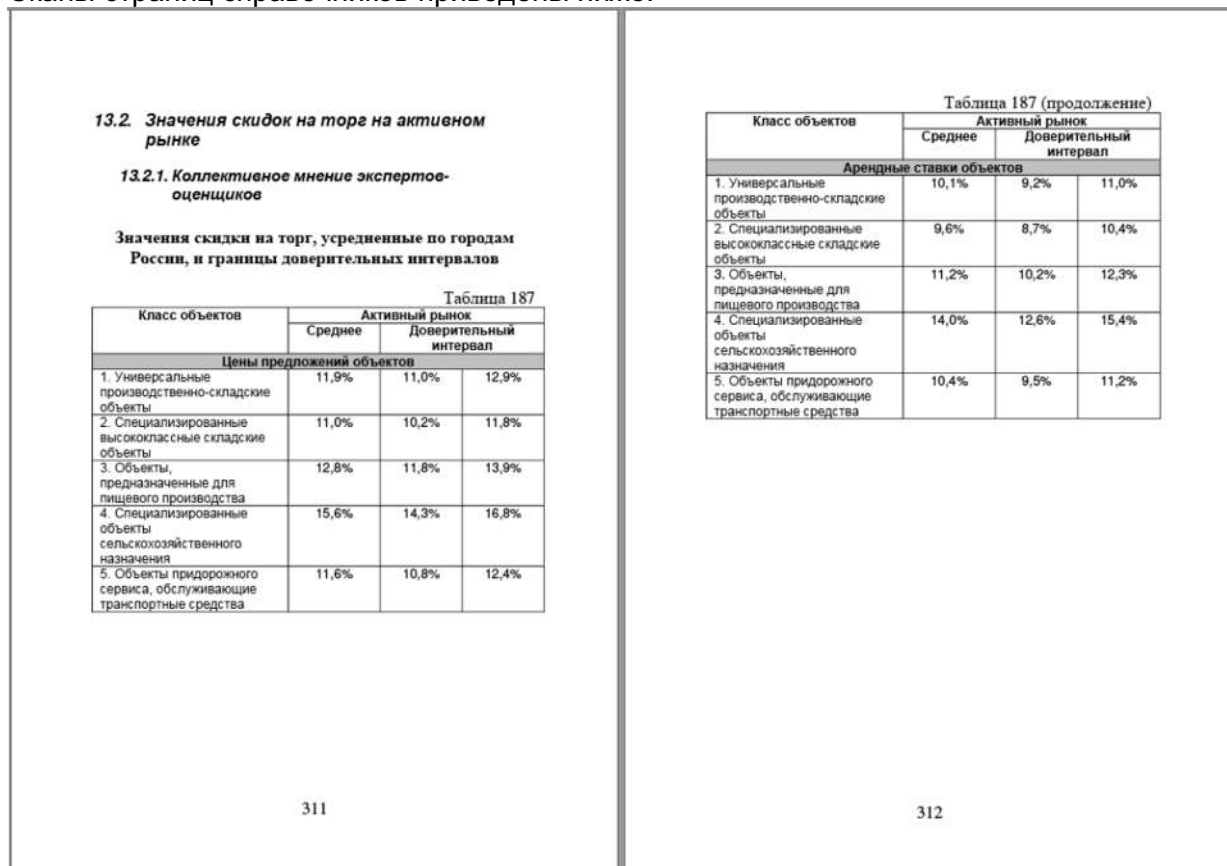 Сканы страниц справочников приведены ниже.
13.2. Значения скидок на торг на активном
рынке
13.2.1. Коллективное мнение экспертов-
оценщиков
Значения скидки на торг, усредненные по городам
России, и границы доверительных интервалов
Таблица 187
Класс объектов Активный рынок
Среднее Доверительный
интервал
Цены предложений объектов
1. Универсальные 11,9% 11,0% 12,9%
производственно-складские
объекты
2. Специализированные 11,0% 10,2% 11,8%
высококлассные складские
объекты
3. Объекты, 12,8% 11,8% 13,9%
предназначенные для
пищевого производства
4. Специализированные 15,6% 14,3% 16,8%
объекты
сельскохозяйственного
назначения
5. Объекты придорожного 11,6% 10,8% 12,4%
сервиса, обслуживающие
транспортные средства
311
Таблица 187 (продолжение)
Класс объектов Активный рынок
Среднее Доверительный
интервал
Арендные ставки объектов
1. Универсальные 10,1% 9,2% 11,0%
производственно-складские
объекты
2. Специализированные 9,6% 8,7% 10,4%
высококлассные складские
объекты
3. Объекты, 11,2% 10,2% 12,3%
предназначенные для
пищевого производства
4. Специализированные 14,0% 12,6% 15,4%
объекты
сельскохозяйственного
назначения
5. Объекты придорожного 10,4% 9,5% 11,2%
сервиса, обслуживающие
транспортные средства
312